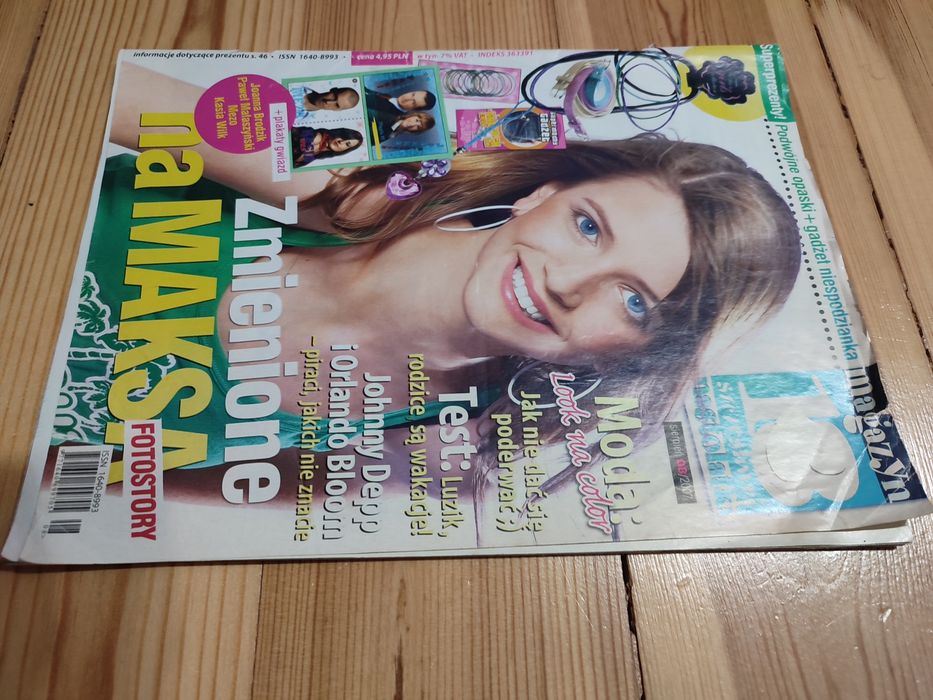 informacje dotyczące prezentu s. 46 • ISSN 1640-8993 • cena 4,95 PLN w tym. 7% VAT • INDEKS 363391
Superprezenty!
Podwójne opaski + gadżet niespodzianka
magazyn
13
sierpień 08/2007
+ plakaty gwiazd
Joanna Brodzik
Paweł Małaszyński
Mezo
Kasia Wilk
Moda:
Look na color
Jak nie dać się
poderwać ;)
Test: Luzik,
rodzice są wakacje!
Johnny Depp
i Orlando Bloom
– piraci, jakich nie znacie
Zmienione
na MAKSA
FOTOSTORY
ISSN 1640-8993